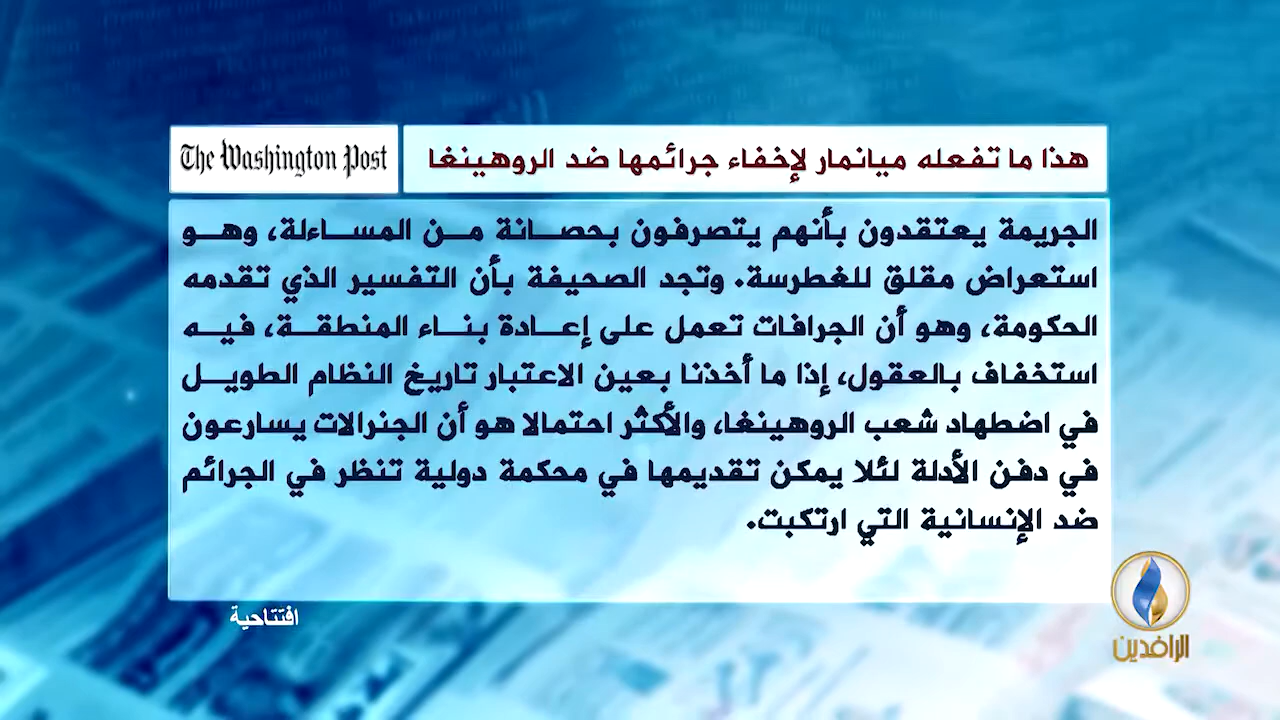 The Washington Post
هذا ما تفعله ميانمار لإخفاء جرائمها ضد الروهينغا
الجريمة يعتقدون بأنهم يتصرفون بحصانة من المساءلة، وهو
استعراض مقلق للغطرسة. وتجد الصحيفة بأن التفسير الذي تقدمه
الحكومة، وهو أن الجرافات تعمل على إعادة بناء المنطقة، فيه
استخفاف بالعقول، إذا ما أخذنا بعين الاعتبار تاريخ النظام الطويل
في اضطهاد شعب الروهينغا، والأكثر احتمالا هو أن الجنرالات يسارعون
في دفن الأدلة لئلا يمكن تقديمها في محكمة دولية تنظر في الجرائم
ضد الإنسانية التي ارتكبت.
افتتاحية
الرافدين